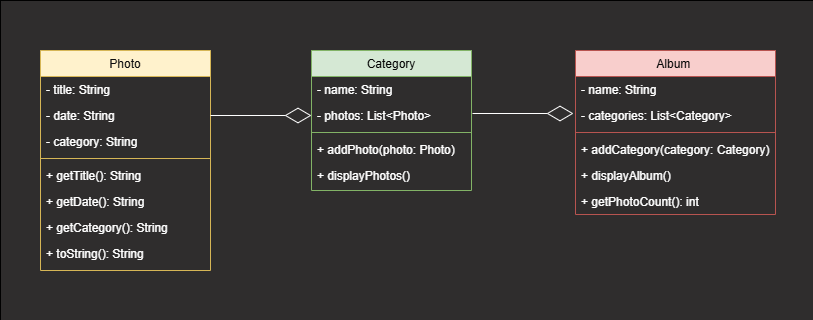 Photo
- title: String
- date: String
- category: String
+ getTitle(): String
+ getDate(): String
+ getCategory(): String
+ toString(): String
Category
- name: String
- photos: List<Photo>
+ addPhoto(photo: Photo)
+ displayPhotos()
Album
- name: String
- categories: List<Category>
+ addCategory(category: Category)
+ displayAlbum()
+ getPhotoCount(): int